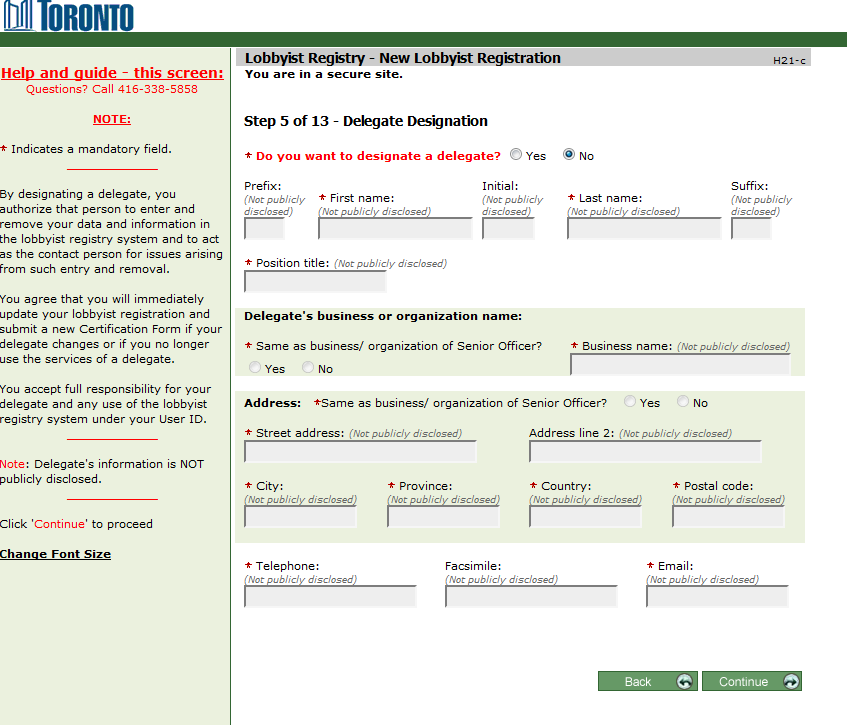 TORONTO
Help and guide - this screen:
Questions? Call 416-338-5858
NOTE:
* Indicates a mandatory field.
By designating a delegate, you
authorize that person to enter and
remove your data and information in
the lobbyist registry system and to act
as the contact person for issues arising
from such entry and removal.
You agree that you will immediately
update your lobbyist registration and
submit a new Certification Form if your
delegate changes or if you no longer
use the services of a delegate.
You accept full responsibility for your
delegate and any use of the lobbyist
registry system under your User ID.
Note: Delegate's information is NOT
publicly disclosed.
Click 'Continue' to proceed
Change Font Size
Lobbyist Registry - New Lobbyist Registration H21-c
You are in a secure site.
Step 5 of 13 - Delegate Designation
* Do you want to designate a delegate? Yes No
Prefix: * First name: Initial: * Last name: Suffix:
(Not publicly disclosed) (Not publicly disclosed) (Not publicly disclosed) (Not publicly disclosed) (Not publicly disclosed)
* Position title: (Not publicly disclosed)
Delegate's business or organization name:
* Same as business/ organization of Senior Officer? * Business name: (Not publicly disclosed)
Yes No
Address: *Same as business/ organization of Senior Officer? Yes No
* Street address: (Not publicly disclosed) Address line 2: (Not publicly disclosed)
* City: * Province: * Country: * Postal code:
(Not publicly disclosed) (Not publicly disclosed) (Not publicly disclosed) (Not publicly disclosed)
* Telephone: Facsimile: * Email:
(Not publicly disclosed) (Not publicly disclosed) (Not publicly disclosed)
Back Continue